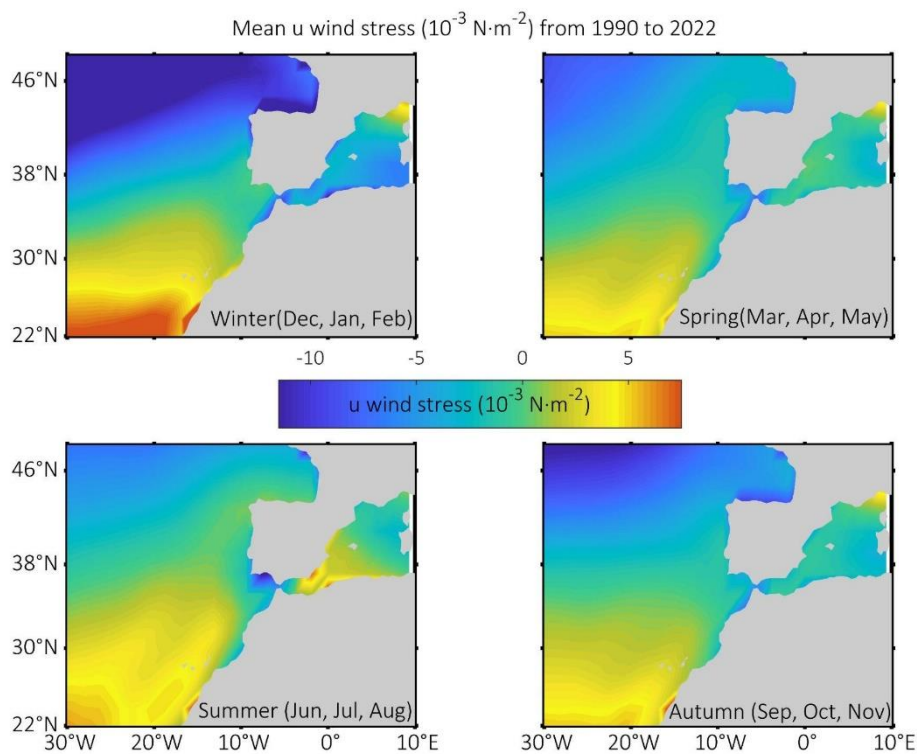 Mean u wind stress (10⁻³ N·m⁻²) from 1990 to 2022
46°N
38°N
30°N
22°N
Winter(Dec, Jan, Feb)
Spring(Mar, Apr, May)
-10 -5 0 5
u wind stress (10⁻³ N·m⁻²)
46°N
38°N
30°N
22°N
Summer (Jun, Jul, Aug)
Autumn (Sep, Oct, Nov)
30°W 20°W 10°W 0° 10°E 30°W 20°W 10°W 0° 10°E